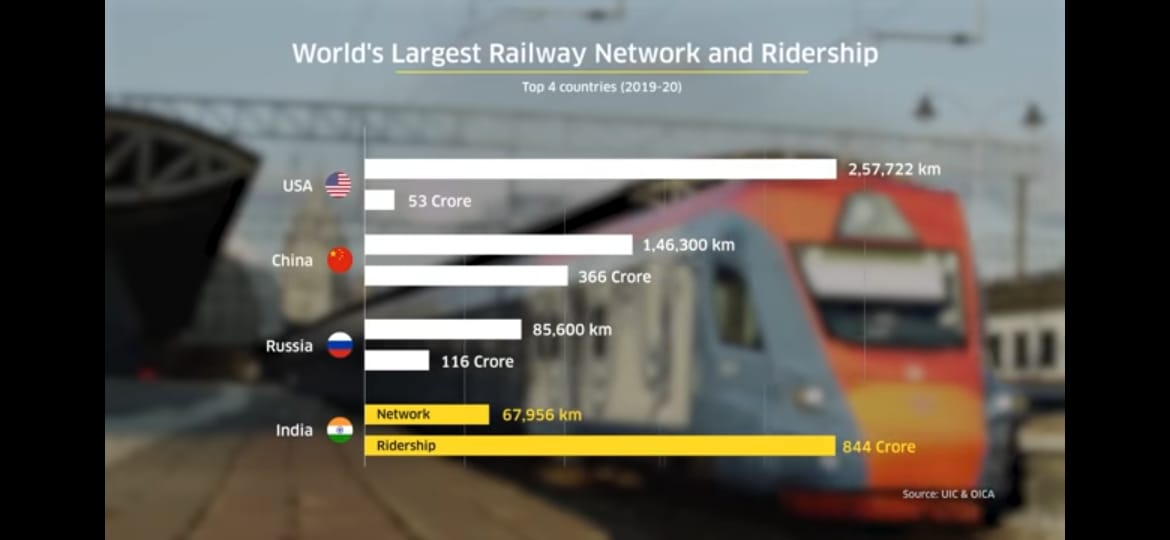 World's Largest Railway Network and Ridership
Top 4 countries (2019-20)
USA
2,57,722 km
53 Crore
China
1,46,300 km
366 Crore
Russia
85,600 km
116 Crore
India
Network 67,956 km
Ridership 844 Crore
Source: UIC & OICA